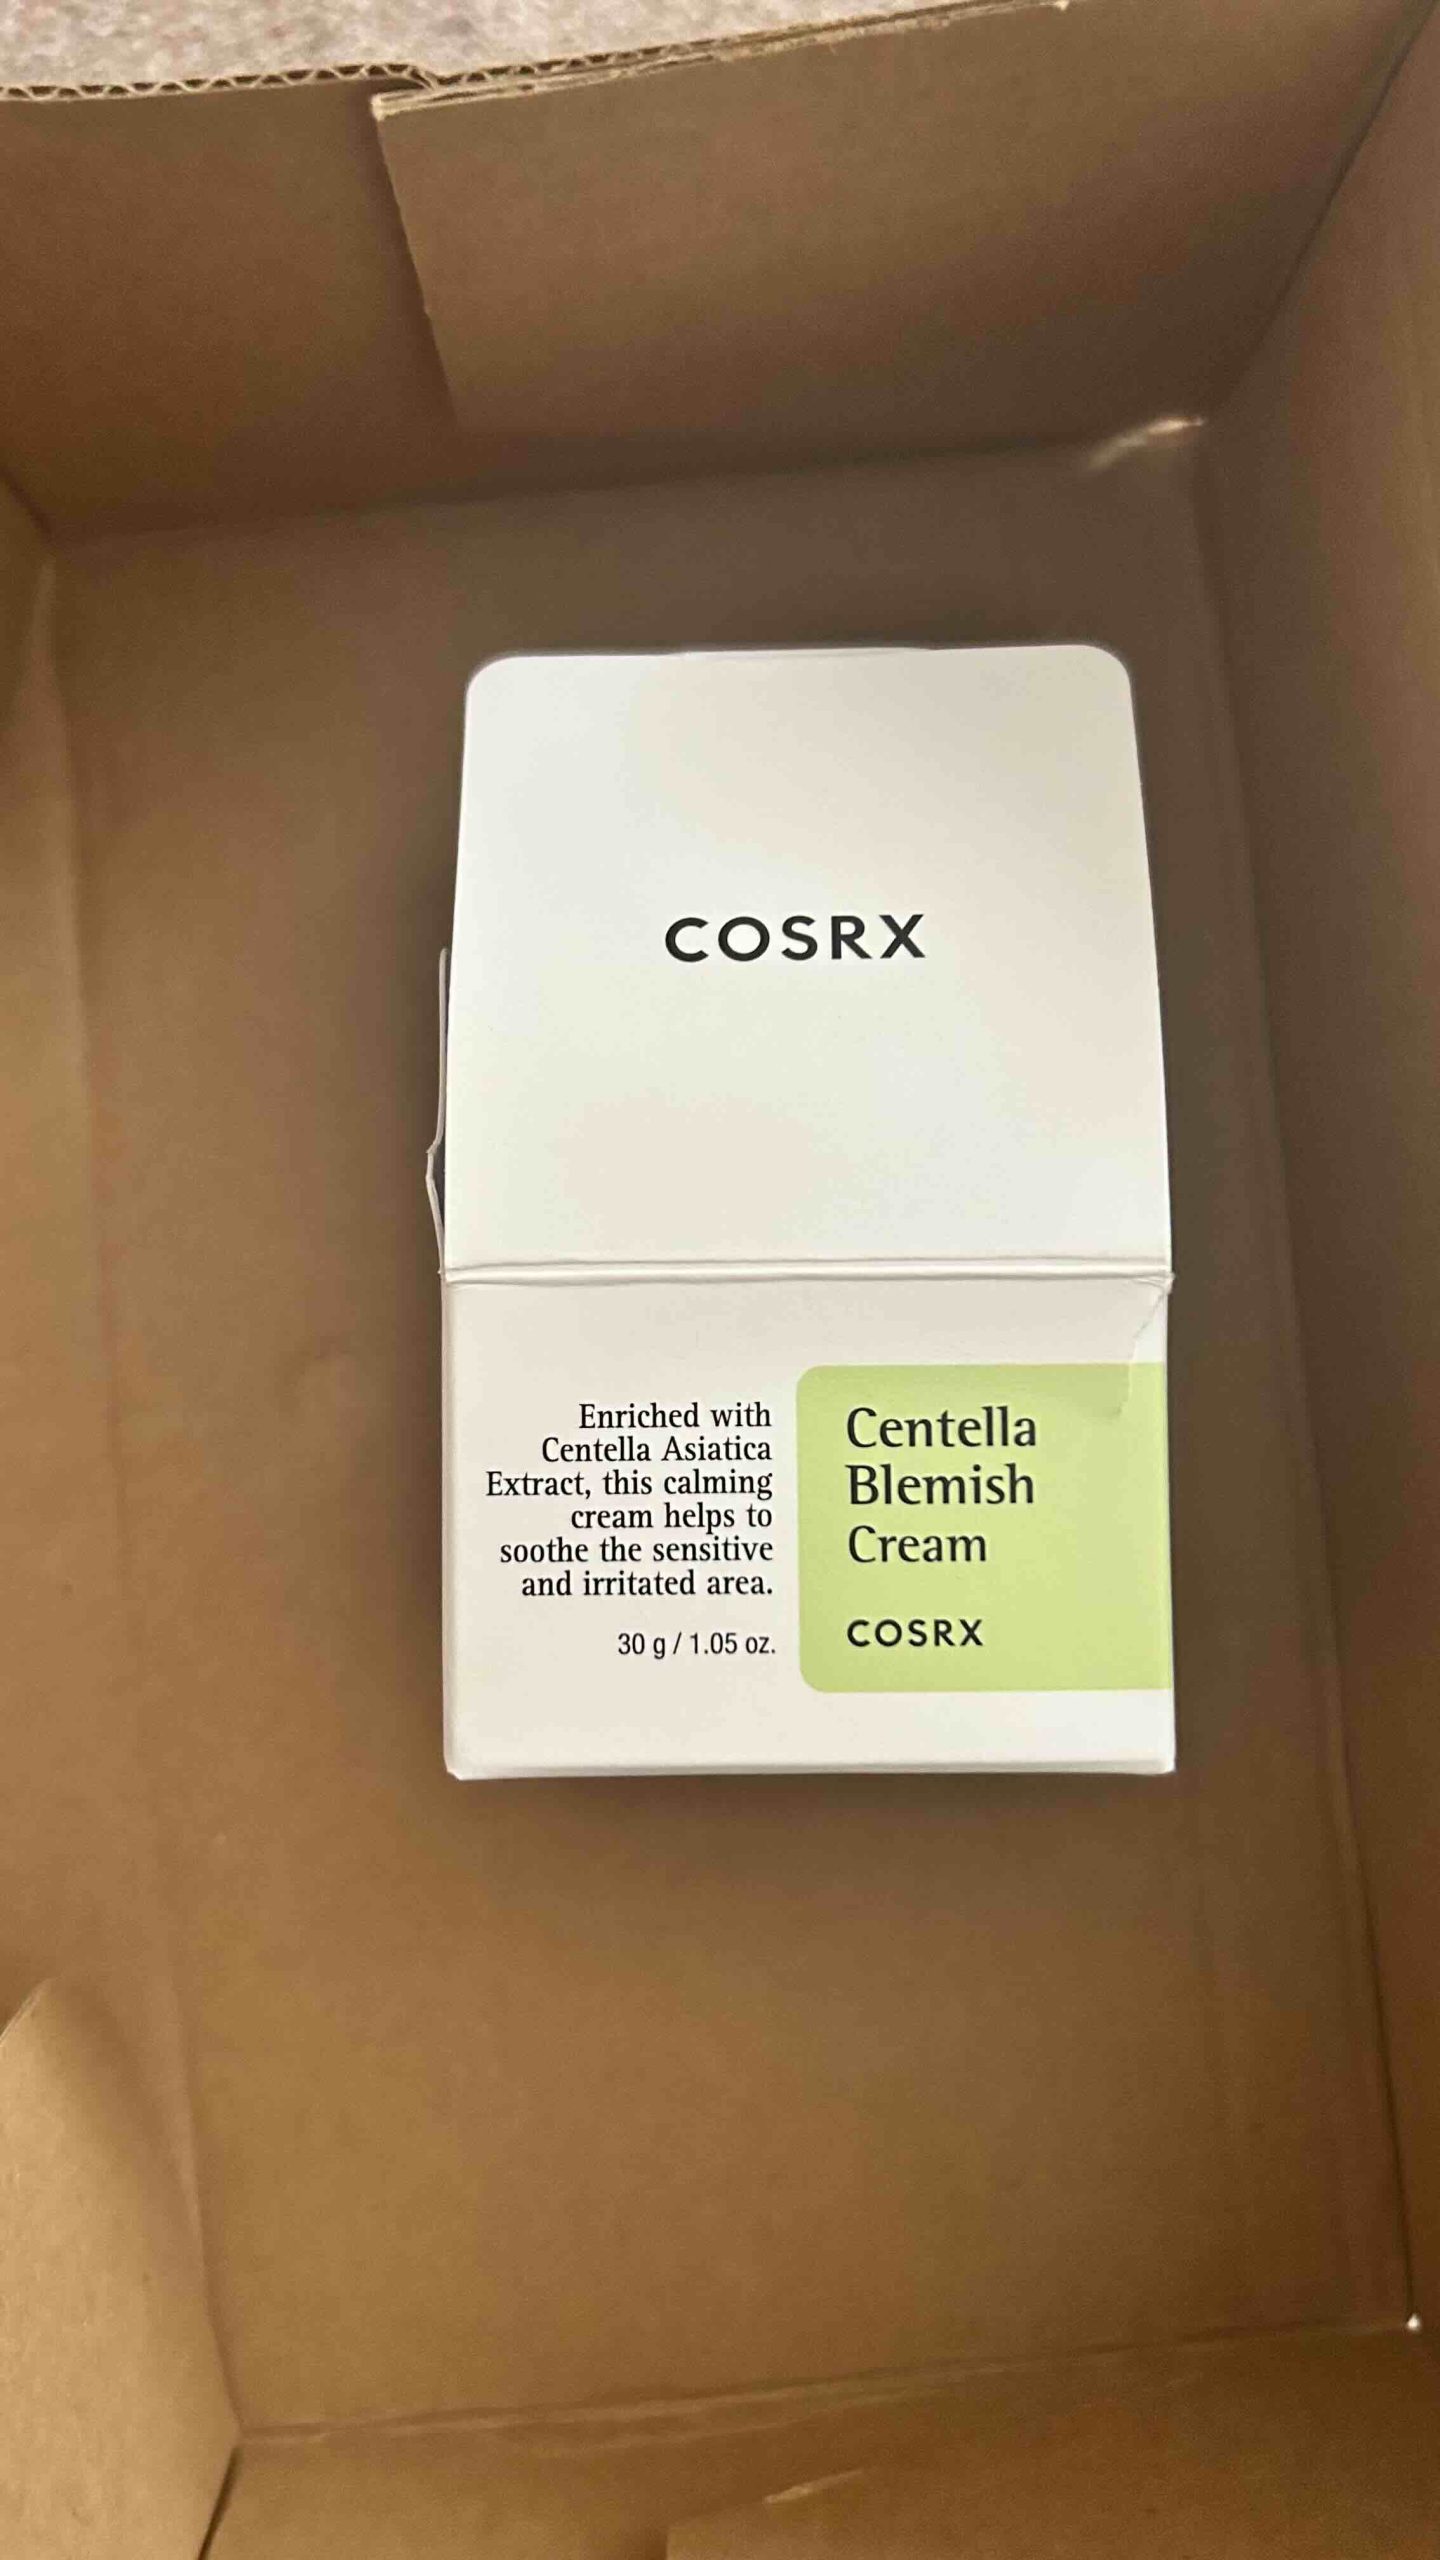 COSRX
Enriched with
Centella Asiatica
Extract, this calming
cream helps to
soothe the sensitive
and irritated area.
30 g / 1.05 oz.
Centella
Blemish
Cream
COSRX